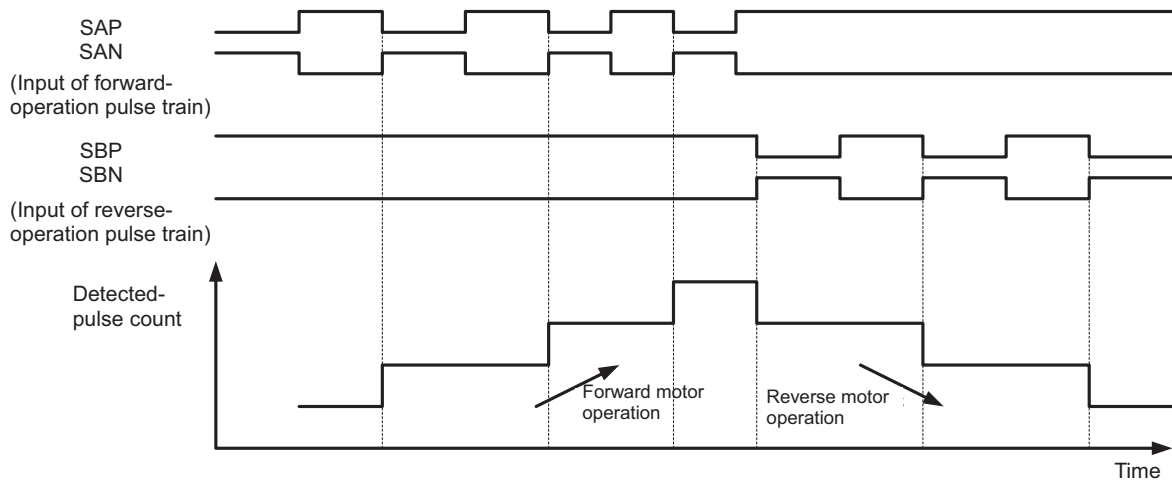 SAP
SAN
(Input of forward-
operation pulse train)
SBP
SBN
(Input of reverse-
operation pulse train)
Detected-
pulse count
Forward motor
operation
Reverse motor
operation
Time